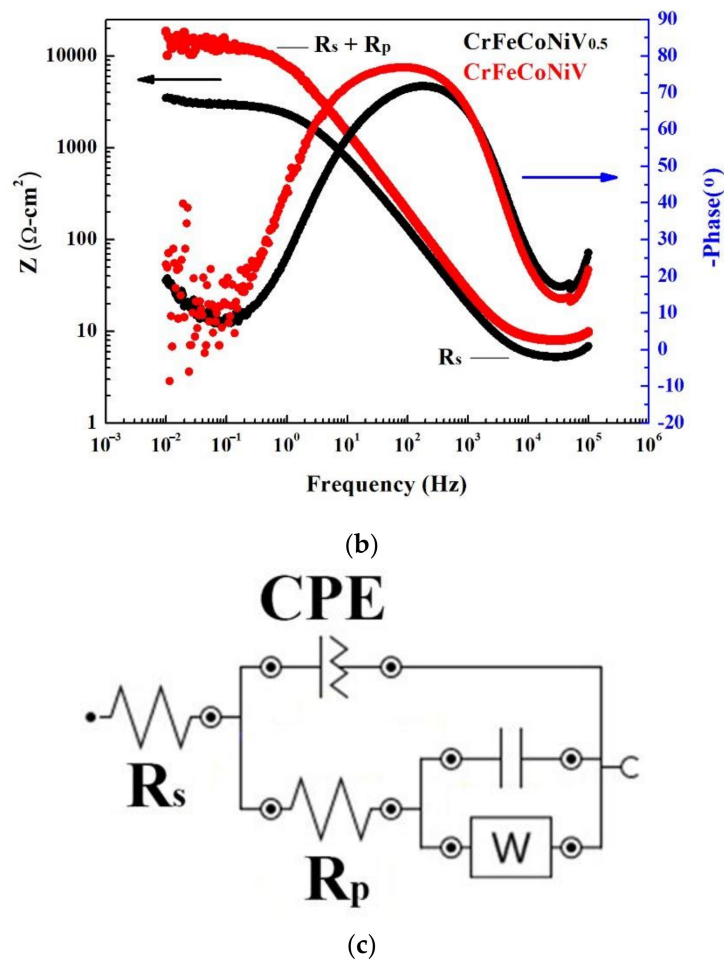 CrFeCoNiV0.5
CrFeCoNiV
Rs + Rp
Rs
Z (Ω-cm²)
10000
1000
100
10
1
-Phase(°)
90
80
70
60
50
40
30
20
10
0
-10
-20
10⁻³ 10⁻² 10⁻¹ 10⁰ 10¹ 10² 10³ 10⁴ 10⁵ 10⁶
Frequency (Hz)
(b)
CPE
Rs
Rp
W
(c)